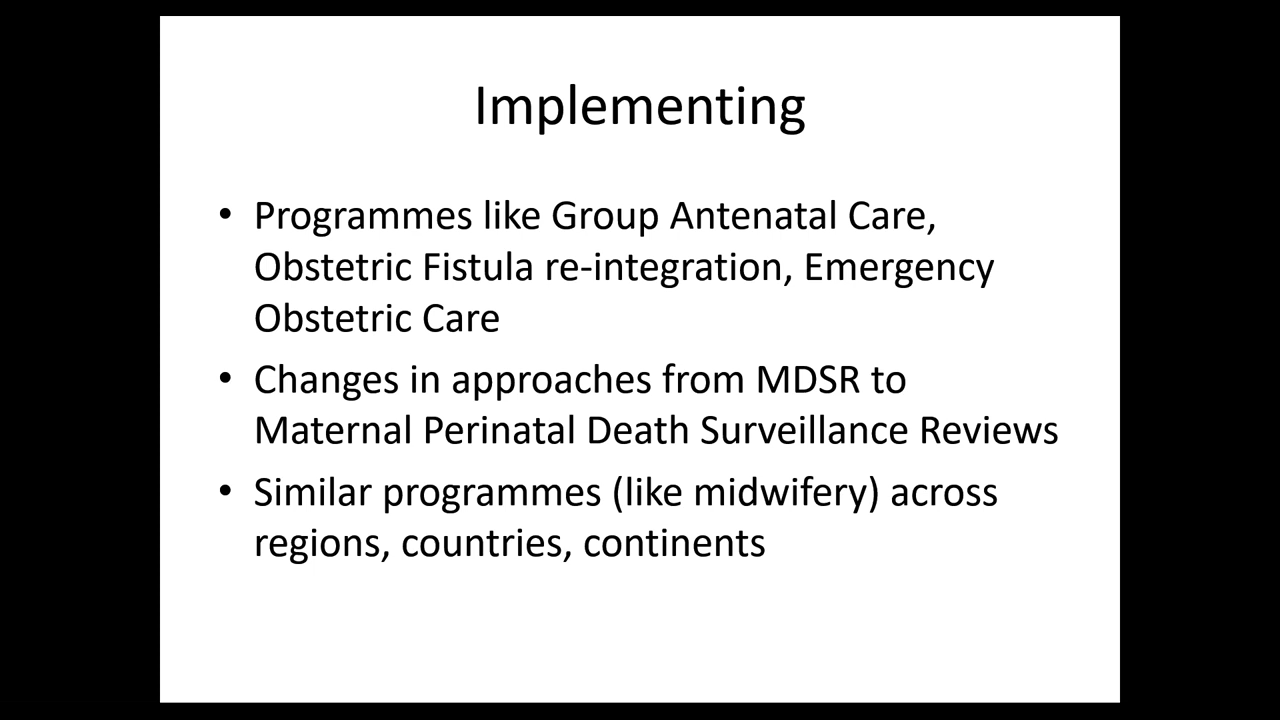 Implementing
• Programmes like Group Antenatal Care,
Obstetric Fistula re-integration, Emergency
Obstetric Care
• Changes in approaches from MDSR to
Maternal Perinatal Death Surveillance Reviews
• Similar programmes (like midwifery) across
regions, countries, continents